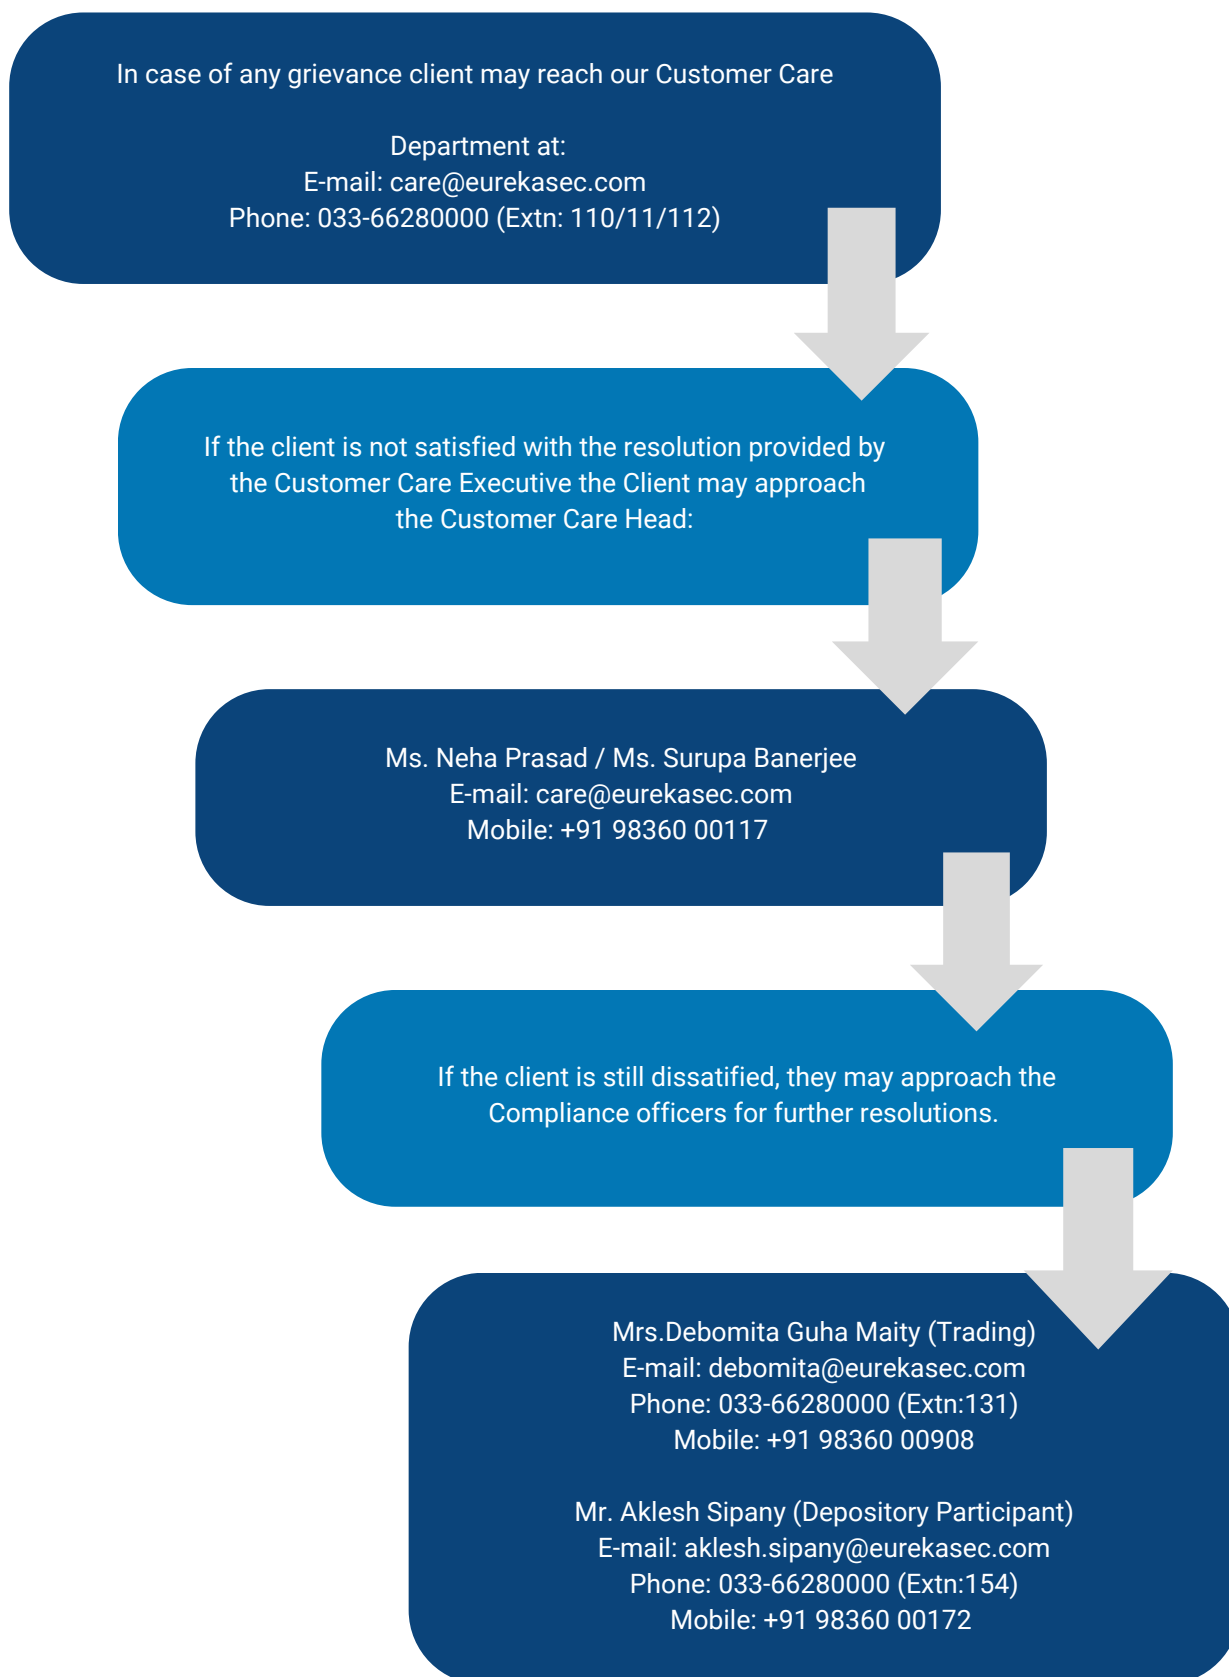 In case of any grievance client may reach our Customer Care
Department at:
E-mail: care@eurekasec.com
Phone: 033-66280000 (Extn: 110/11/112)
If the client is not satisfied with the resolution provided by
the Customer Care Executive the Client may approach
the Customer Care Head:
Ms. Neha Prasad / Ms. Surupa Banerjee
E-mail: care@eurekasec.com
Mobile: +91 98360 00117
If the client is still dissatified, they may approach the
Compliance officers for further resolutions.
Mrs.Debomita Guha Maity (Trading)
E-mail: debomita@eurekasec.com
Phone: 033-66280000 (Extn:131)
Mobile: +91 98360 00908
Mr. Aklesh Sipany (Depository Participant)
E-mail: aklesh.sipany@eurekasec.com
Phone: 033-66280000 (Extn:154)
Mobile: +91 98360 00172